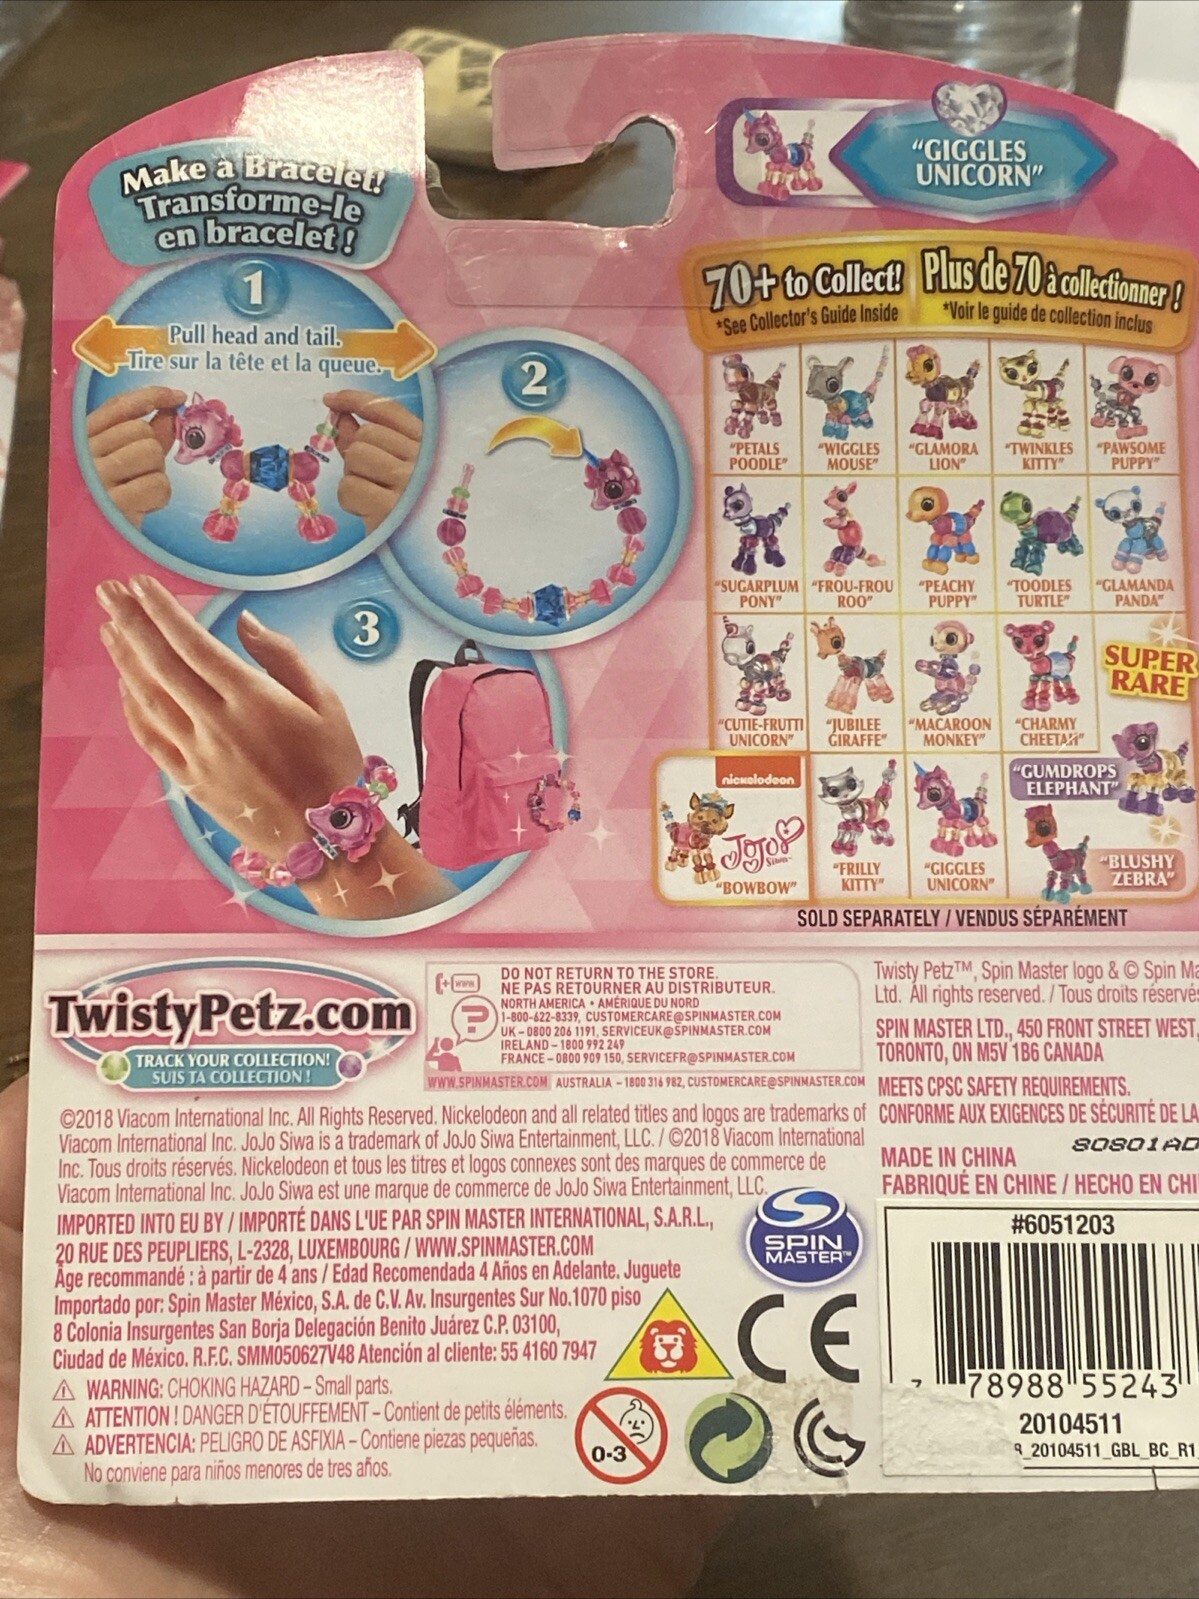 Make a Bracelet!
Transforme-le
en bracelet !
1
Pull head and tail.
Tire sur la tête et la queue.
2
3
"GIGGLES
UNICORN"
70+ to Collect!
*See Collector's Guide Inside
Plus de 70 à collectionner !
*Voir le guide de collection inclus
"PETALS
POODLE"
"WIGGLES
MOUSE"
"GLAMORA
LION"
"TWINKLES
KITTY"
"PAWSOME
PUPPY"
"SUGARPLUM
PONY"
"FROU-FROU
ROO"
"PEACHY
PUPPY"
"TOODLES
TURTLE"
"GLAMANDA
PANDA"
"CUTIE-FRUTTI
UNICORN"
"JUBILEE
GIRAFFE"
"MACAROON
MONKEY"
"CHARMY
CHEETAH"
SUPER
RARE
nickelodeon
JoJo
Siwa™
"BOWBOW"
"FRILLY
KITTY"
"GIGGLES
UNICORN"
"GUMDROPS
ELEPHANT"
"BLUSHY
ZEBRA"
SOLD SEPARATELY / VENDUS SÉPARÉMENT
TwistyPetz.com
TRACK YOUR COLLECTION!
SUIS TA COLLECTION !
WWW.
?
DO NOT RETURN TO THE STORE.
NE PAS RETOURNER AU DISTRIBUTEUR.
NORTH AMERICA • AMÉRIQUE DU NORD
1-800-622-8339, CUSTOMERCARE@SPINMASTER.COM
UK – 0800 206 1191, SERVICEUK@SPINMASTER.COM
IRELAND – 1800 992 249
FRANCE – 0800 909 150, SERVICEFR@SPINMASTER.COM
WWW.SPINMASTER.COM AUSTRALIA – 1800 316 982, CUSTOMERCARE@SPINMASTER.COM
Twisty Petz™, Spin Master logo & © Spin Ma
Ltd. All rights reserved. / Tous droits réservés
SPIN MASTER LTD., 450 FRONT STREET WEST,
TORONTO, ON M5V 1B6 CANADA
MEETS CPSC SAFETY REQUIREMENTS.
CONFORME AUX EXIGENCES DE SÉCURITÉ DE LA
80801AD
MADE IN CHINA
FABRIQUÉ EN CHINE / HECHO EN CHI
©2018 Viacom International Inc. All Rights Reserved. Nickelodeon and all related titles and logos are trademarks of
Viacom International Inc. JoJo Siwa is a trademark of JoJo Siwa Entertainment, LLC. / ©2018 Viacom International
Inc. Tous droits réservés. Nickelodeon et tous les titres et logos connexes sont des marques de commerce de
Viacom International Inc. JoJo Siwa est une marque de commerce de JoJo Siwa Entertainment, LLC.
IMPORTED INTO EU BY / IMPORTÉ DANS L'UE PAR SPIN MASTER INTERNATIONAL, S.A.R.L.,
20 RUE DES PEUPLIERS, L-2328, LUXEMBOURG / WWW.SPINMASTER.COM
Âge recommandé : à partir de 4 ans / Edad Recomendada 4 Años en Adelante. Juguete
Importado por: Spin Master México, S.A. de C.V. Av. Insurgentes Sur No.1070 piso
8 Colonia Insurgentes San Borja Delegación Benito Juárez C.P. 03100,
Ciudad de México. R.F.C. SMM050627V48 Atención al cliente: 55 4160 7947
WARNING: CHOKING HAZARD – Small parts.
ATTENTION ! DANGER D'ÉTOUFFEMENT – Contient de petits éléments.
ADVERTENCIA: PELIGRO DE ASFIXIA – Contiene piezas pequeñas.
No conviene para niños menores de tres años.
SPIN
MASTER™
CE
0-3
#6051203
78988 55243
20104511
_20104511_GBL_BC_R1